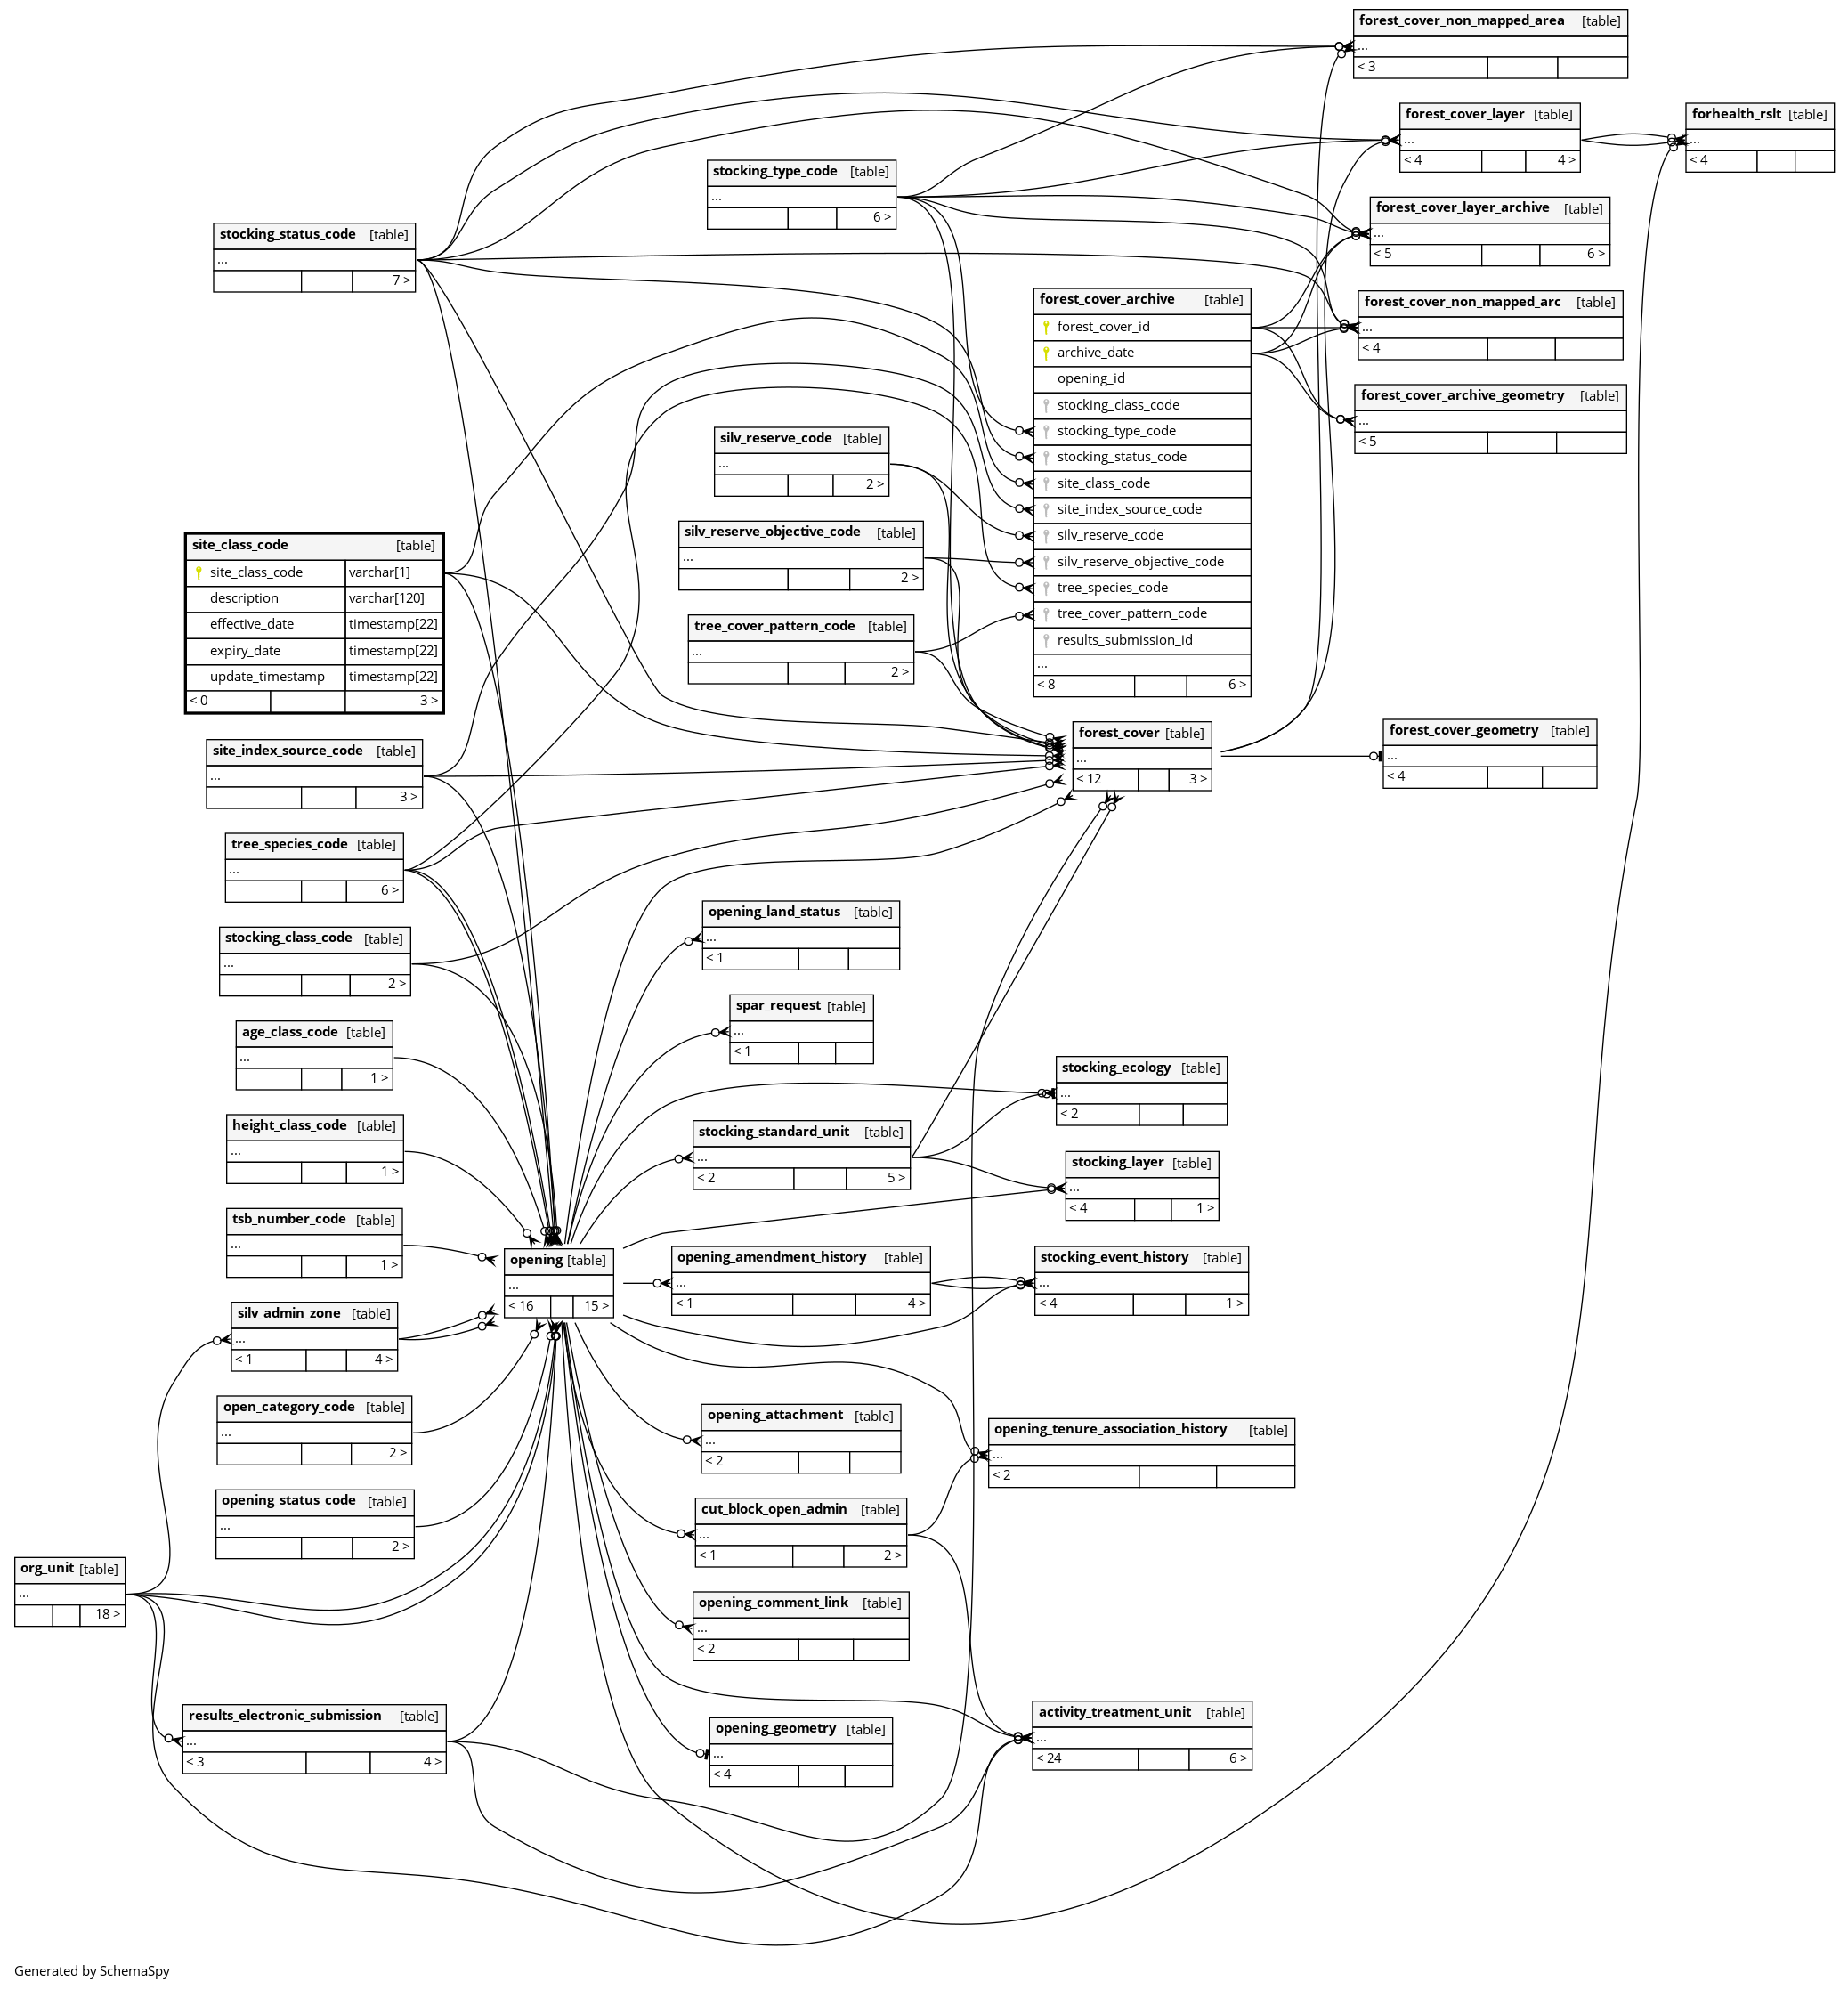 forest_cover_non_mapped_area [table]
...
< 3
forest_cover_layer [table]
...
< 4 4 >
forhealth_rslt [table]
...
< 4
stocking_type_code [table]
...
6 >
forest_cover_layer_archive [table]
...
< 5 6 >
stocking_status_code [table]
...
7 >
forest_cover_archive [table]
forest_cover_id
archive_date
opening_id
stocking_class_code
stocking_type_code
stocking_status_code
site_class_code
site_index_source_code
silv_reserve_code
silv_reserve_objective_code
tree_species_code
tree_cover_pattern_code
results_submission_id
...
< 8 6 >
forest_cover_non_mapped_arc [table]
...
< 4
forest_cover_archive_geometry [table]
...
< 5
silv_reserve_code [table]
...
2 >
silv_reserve_objective_code [table]
...
2 >
tree_cover_pattern_code [table]
...
2 >
site_class_code [table]
site_class_code varchar[1]
description varchar[120]
effective_date timestamp[22]
expiry_date timestamp[22]
update_timestamp timestamp[22]
< 0 3 >
forest_cover [table]
...
< 12 3 >
forest_cover_geometry [table]
...
< 4
site_index_source_code [table]
...
3 >
tree_species_code [table]
...
6 >
stocking_class_code [table]
...
2 >
opening_land_status [table]
...
< 1
spar_request [table]
...
< 1
age_class_code [table]
...
1 >
stocking_ecology [table]
...
< 2
height_class_code [table]
...
1 >
stocking_standard_unit [table]
...
< 2 5 >
stocking_layer [table]
...
< 4 1 >
tsb_number_code [table]
...
1 >
opening [table]
...
< 16 15 >
opening_amendment_history [table]
...
< 1 4 >
stocking_event_history [table]
...
< 4 1 >
silv_admin_zone [table]
...
< 1 4 >
open_category_code [table]
...
2 >
opening_attachment [table]
...
< 2
opening_tenure_association_history [table]
...
< 2
opening_status_code [table]
...
2 >
cut_block_open_admin [table]
...
< 1 2 >
org_unit [table]
...
18 >
opening_comment_link [table]
...
< 2
results_electronic_submission [table]
...
< 3 4 >
opening_geometry [table]
...
< 4
activity_treatment_unit [table]
...
< 24 6 >
Generated by SchemaSpy